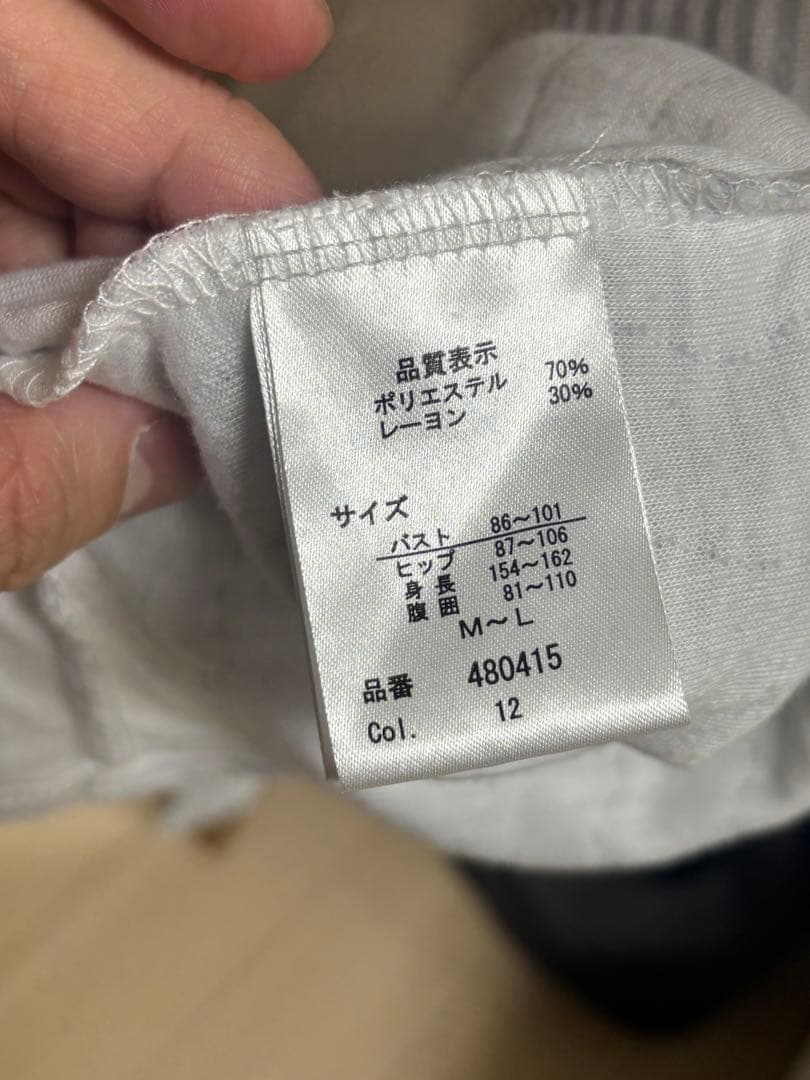 品質表示
ポリエステル 70%
レーヨン 30%
サイズ
バスト 86～101
ヒップ 87～106
身長 154～162
腹囲 81～110
M～L
品番 480415
Col. 12